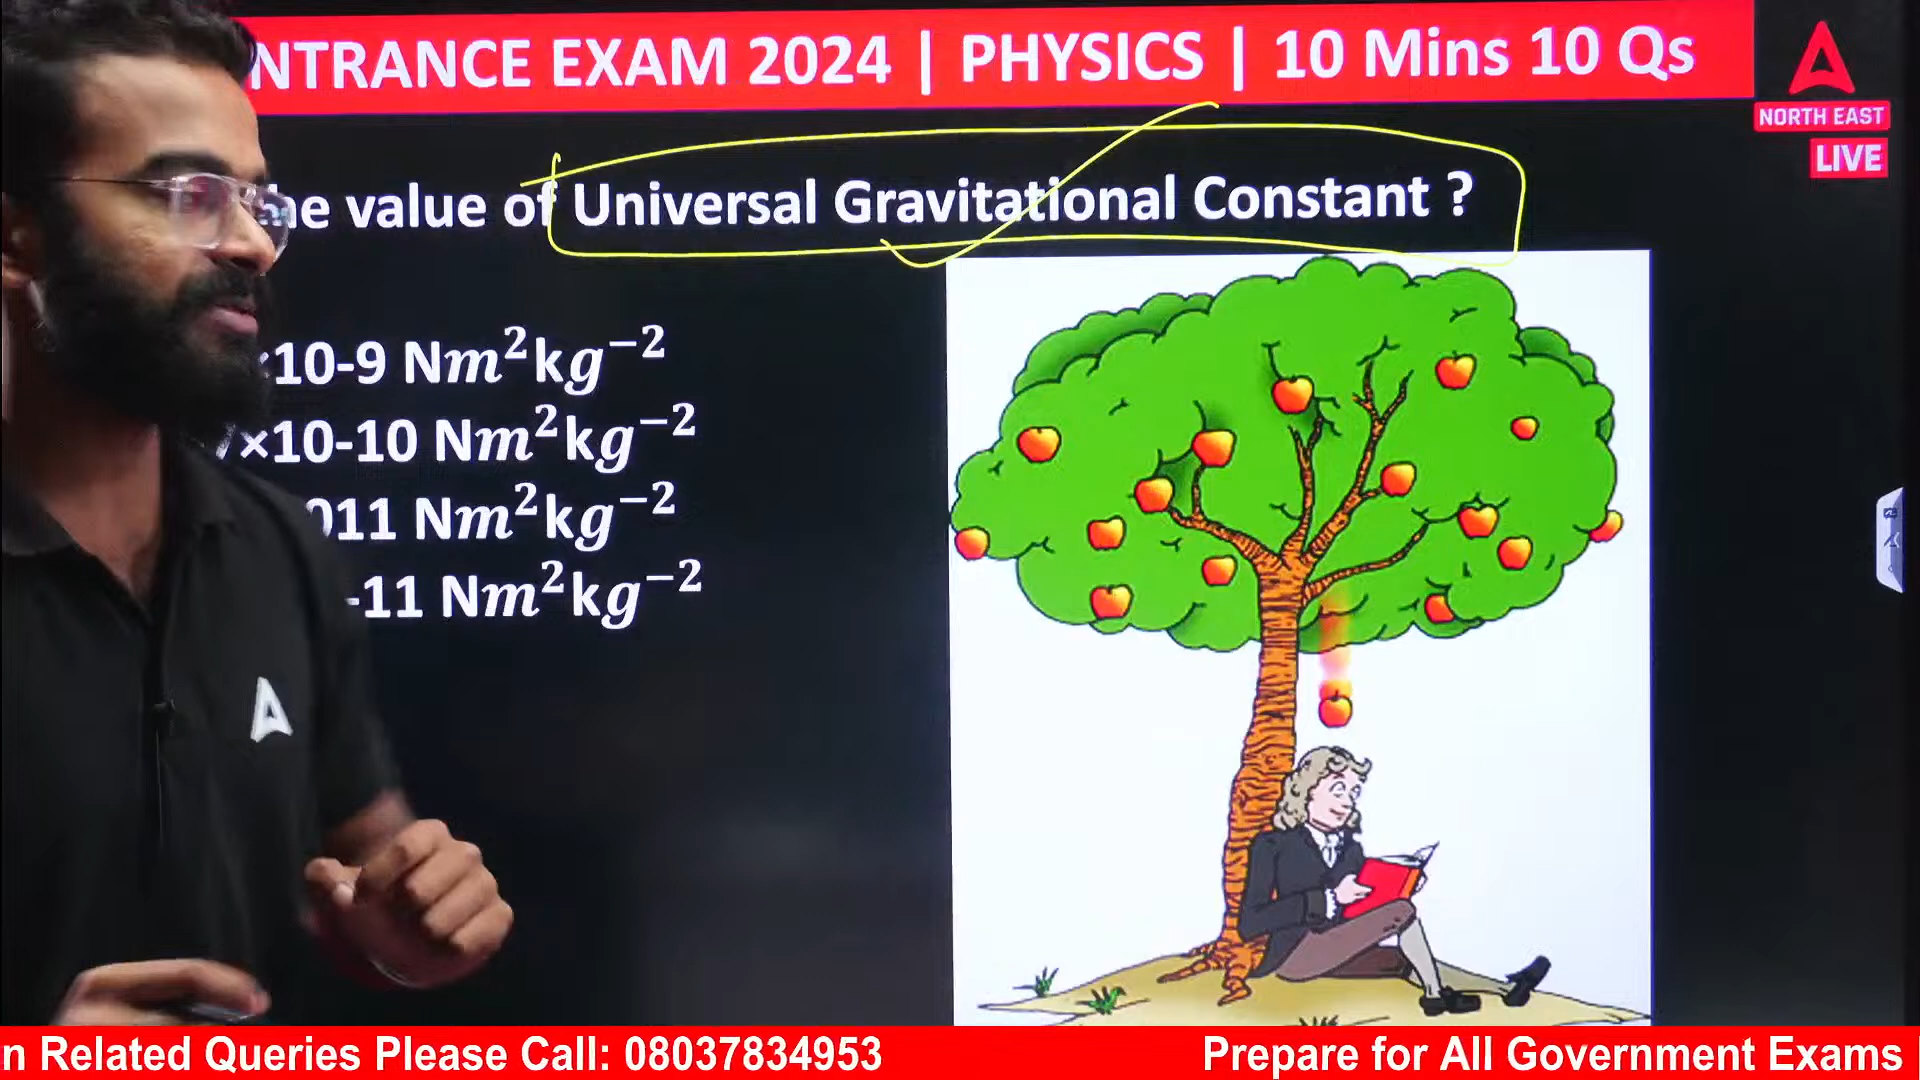 NTRANCE EXAM 2024 | PHYSICS | 10 Mins 10 Qs
NORTH EAST
LIVE
he value of Universal Gravitational Constant ?
×10-9 Nm²kg⁻²
×10-10 Nm²kg⁻²
011 Nm²kg⁻²
-11 Nm²kg⁻²
n Related Queries Please Call: 08037834953
Prepare for All Government Exams